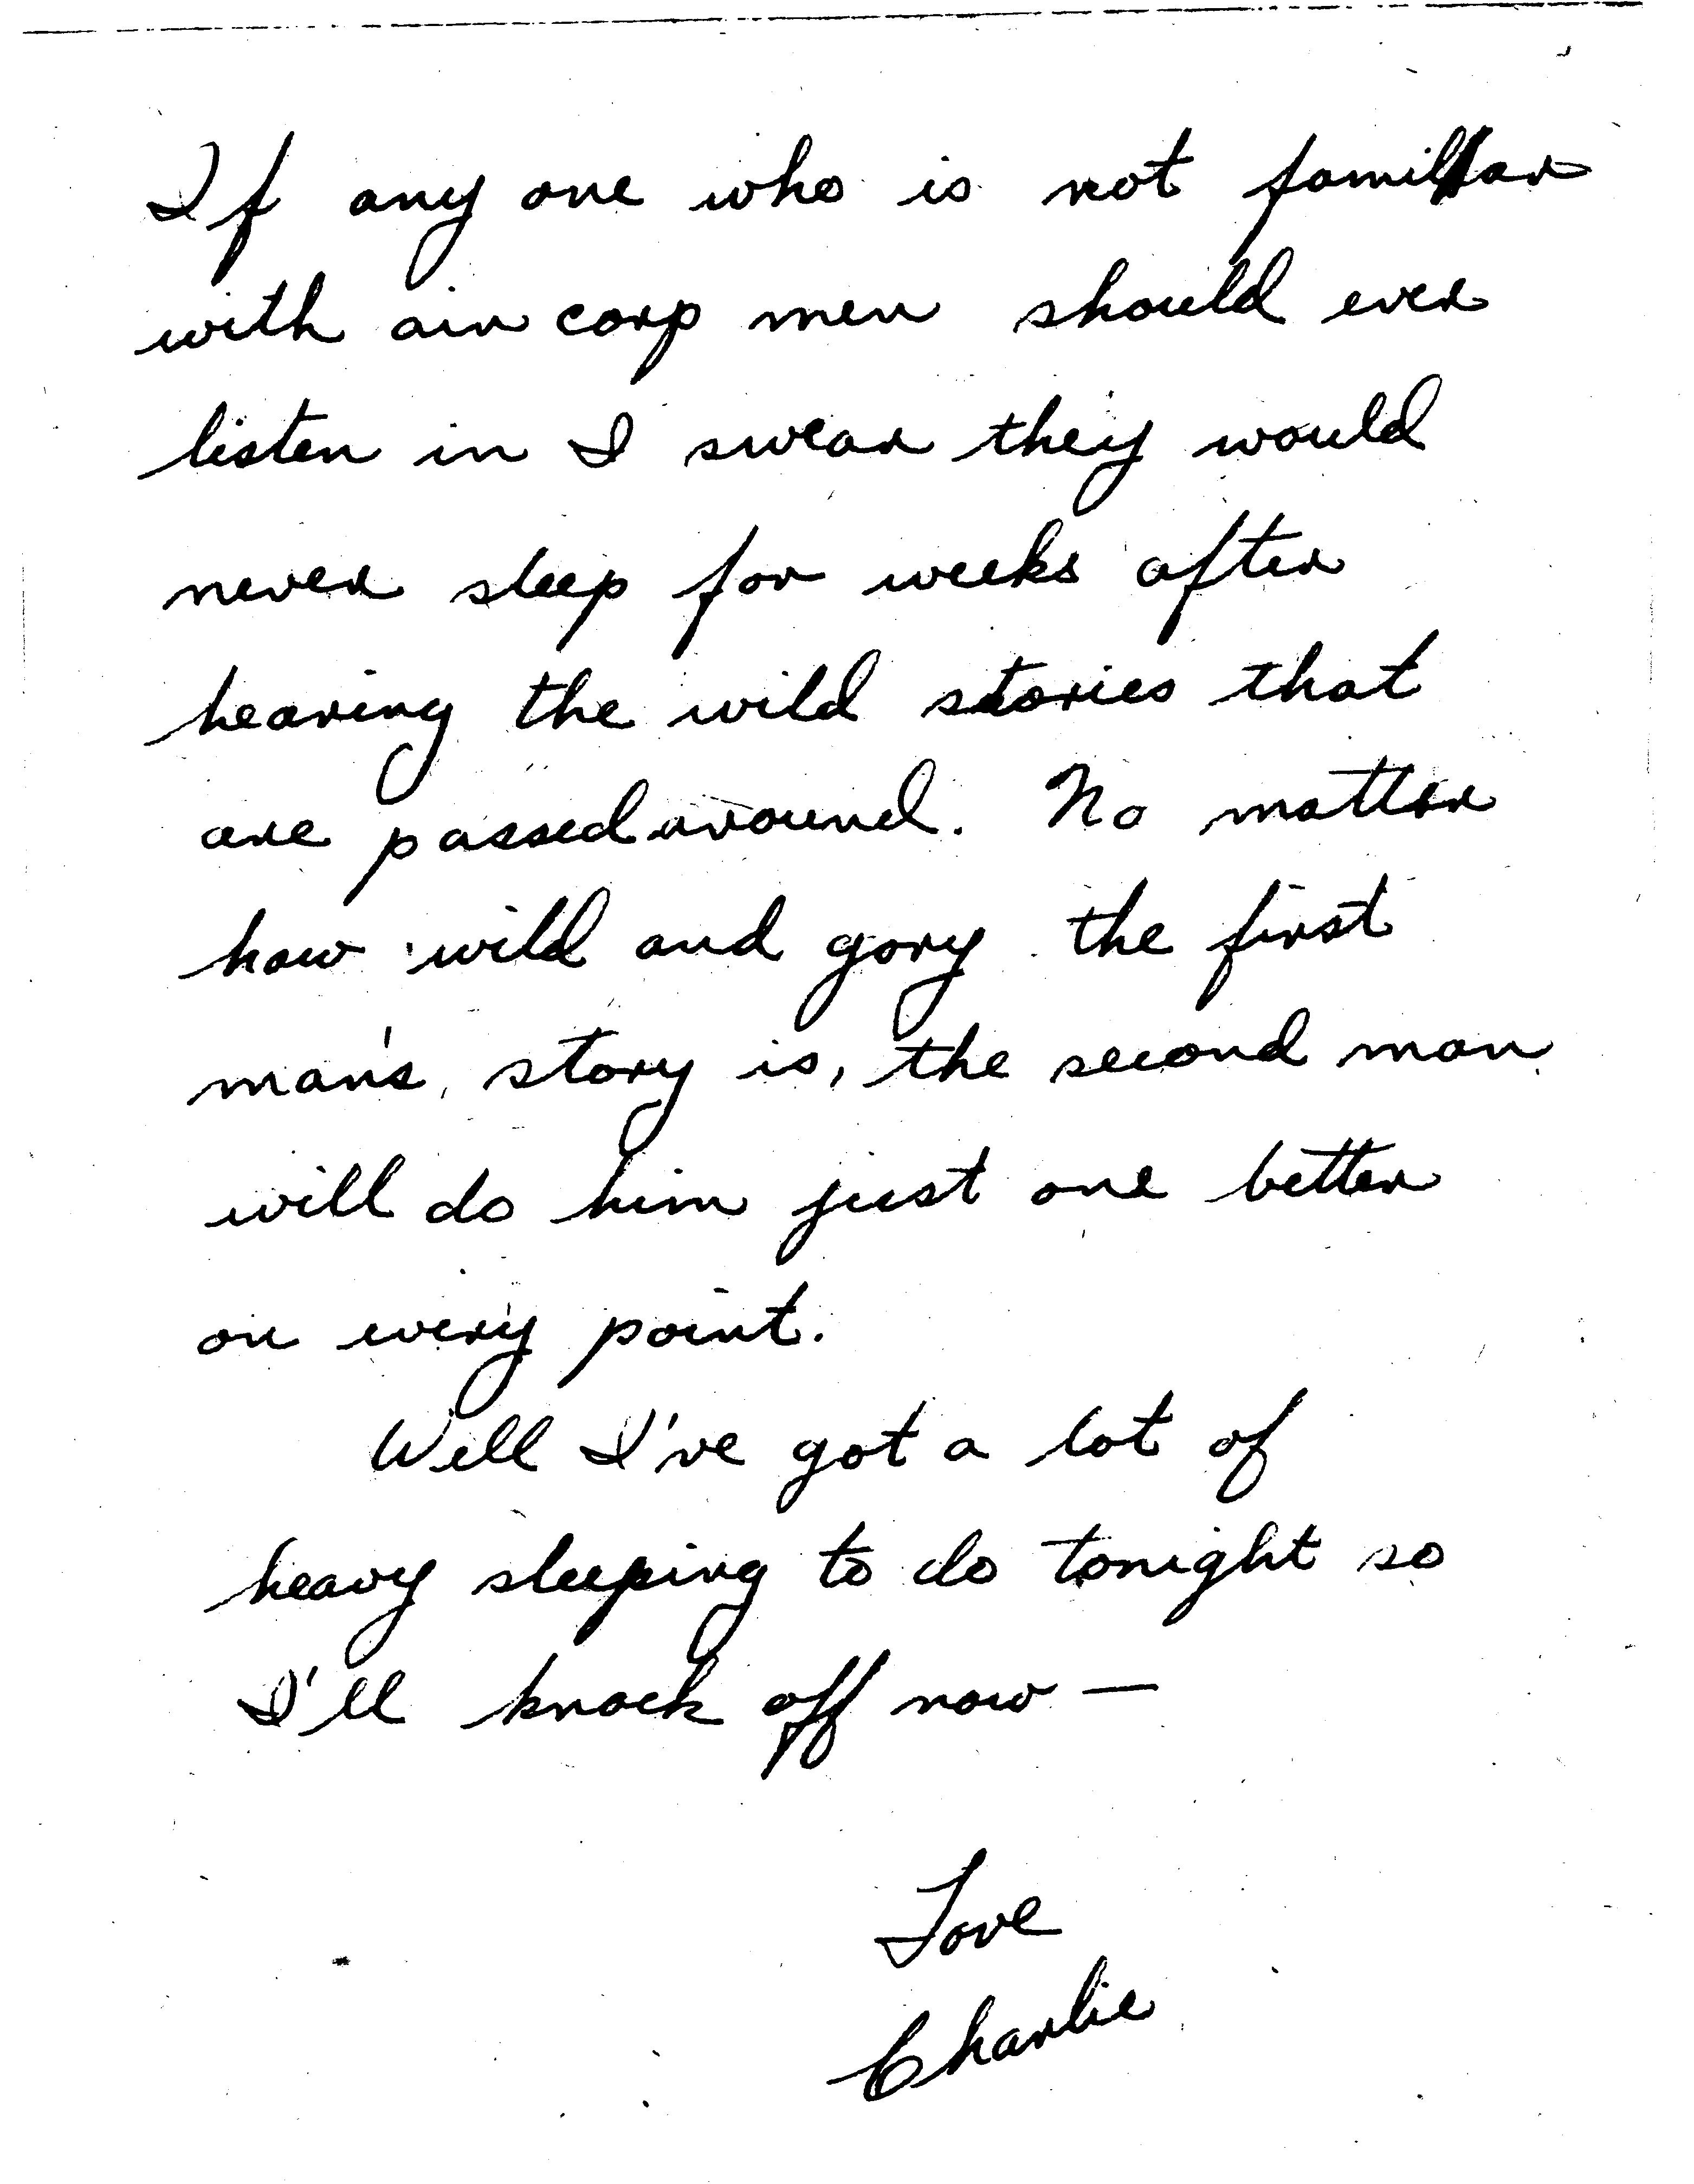 If any one who is not familiar
with air corp men should ever
listen in I swear they would
never sleep for weeks after
hearing the wild stories that
are passed around. No matter
how wild and gory the first
man's story is, the second man
will do him just one better
on every point.
Well I've got a lot of
heavy sleeping to do tonight so
I'll knock off now —
Love
Charlie